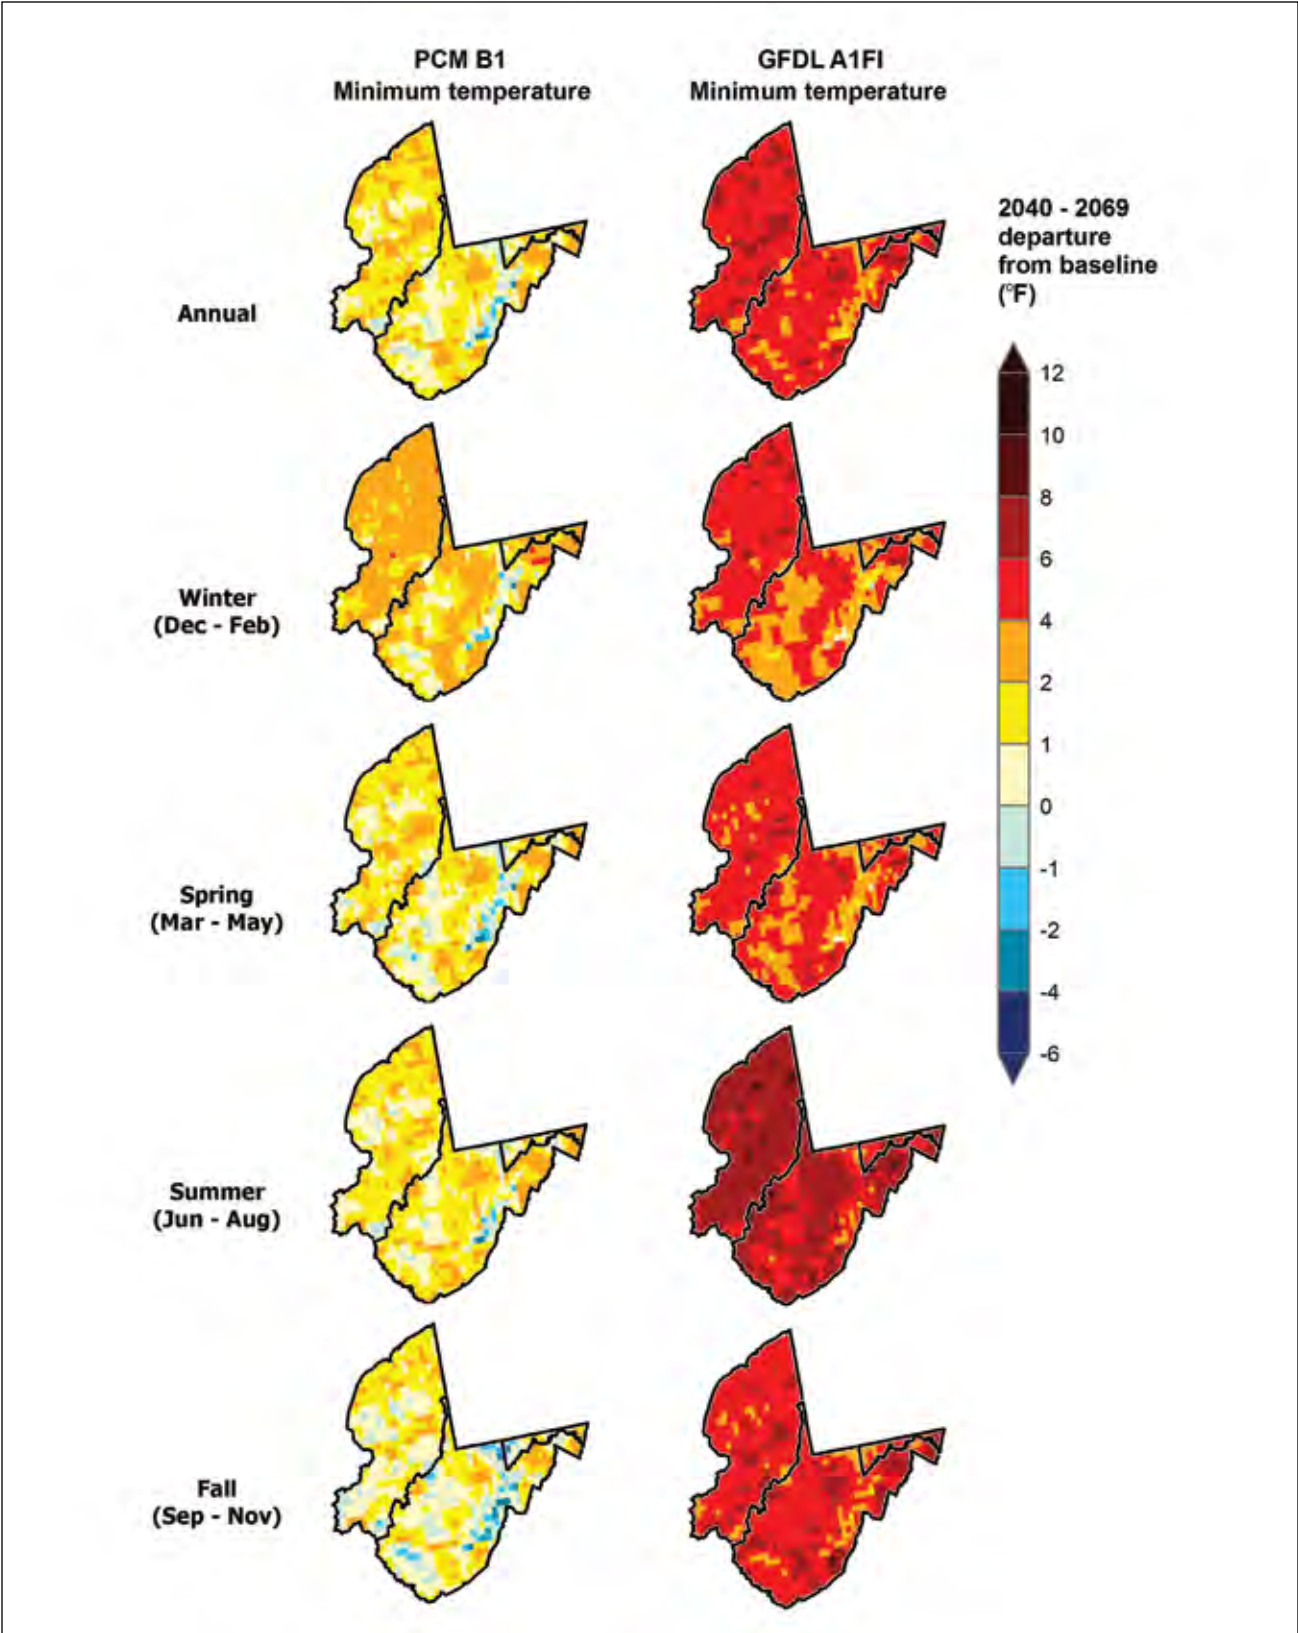 PCM B1
Minimum temperature
GFDL A1FI
Minimum temperature
2040 - 2069
departure
from baseline
(°F)
Annual
12
10
8
6
4
2
1
0
-1
-2
-4
-6
Winter
(Dec - Feb)
Spring
(Mar - May)
Summer
(Jun - Aug)
Fall
(Sep - Nov)